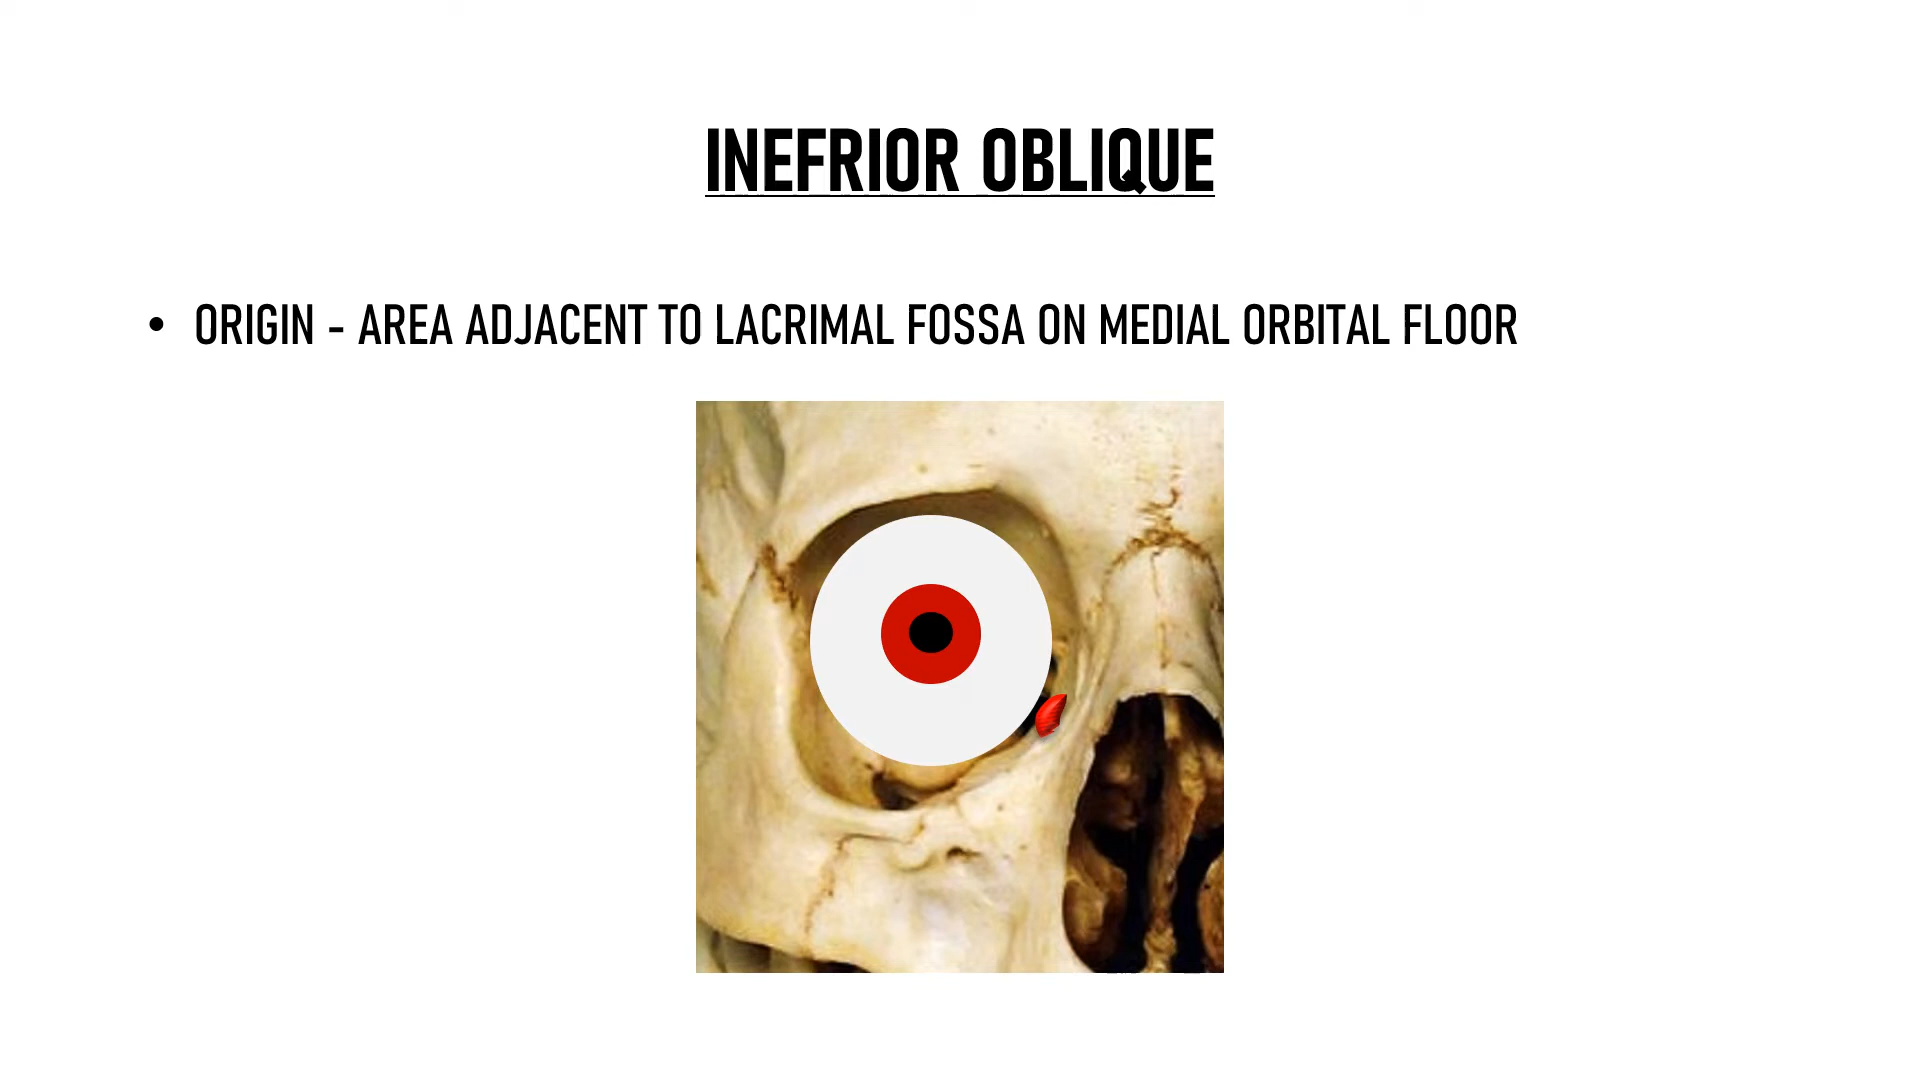 INEFRIOR OBLIQUE
• ORIGIN - AREA ADJACENT TO LACRIMAL FOSSA ON MEDIAL ORBITAL FLOOR